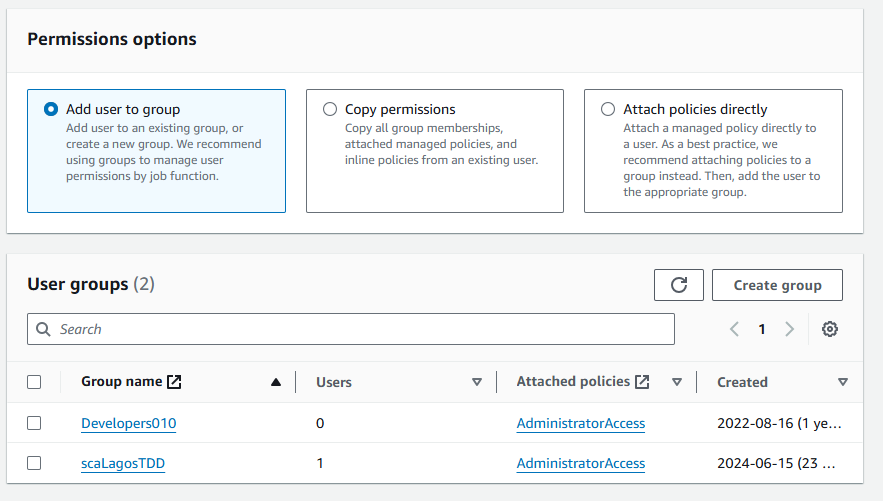 Permissions options
Add user to group
Add user to an existing group, or
create a new group. We recommend
using groups to manage user
permissions by job function.
Copy permissions
Copy all group memberships,
attached managed policies, and
inline policies from an existing user.
Attach policies directly
Attach a managed policy directly to
a user. As a best practice, we
recommend attaching policies to a
group instead. Then, add the user to
the appropriate group.
User groups (2)
Create group
Search
1
Group name Users Attached policies Created
Developers010 0 AdministratorAccess 2022-08-16 (1 ye...
scaLagosTDD 1 AdministratorAccess 2024-06-15 (23 ...